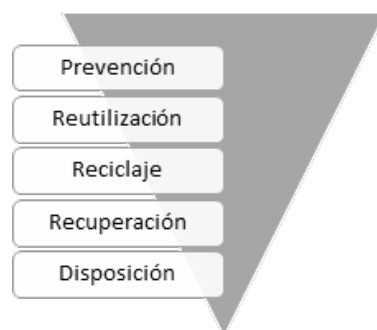 Prevención
Reutilización
Reciclaje
Recuperación
Disposición